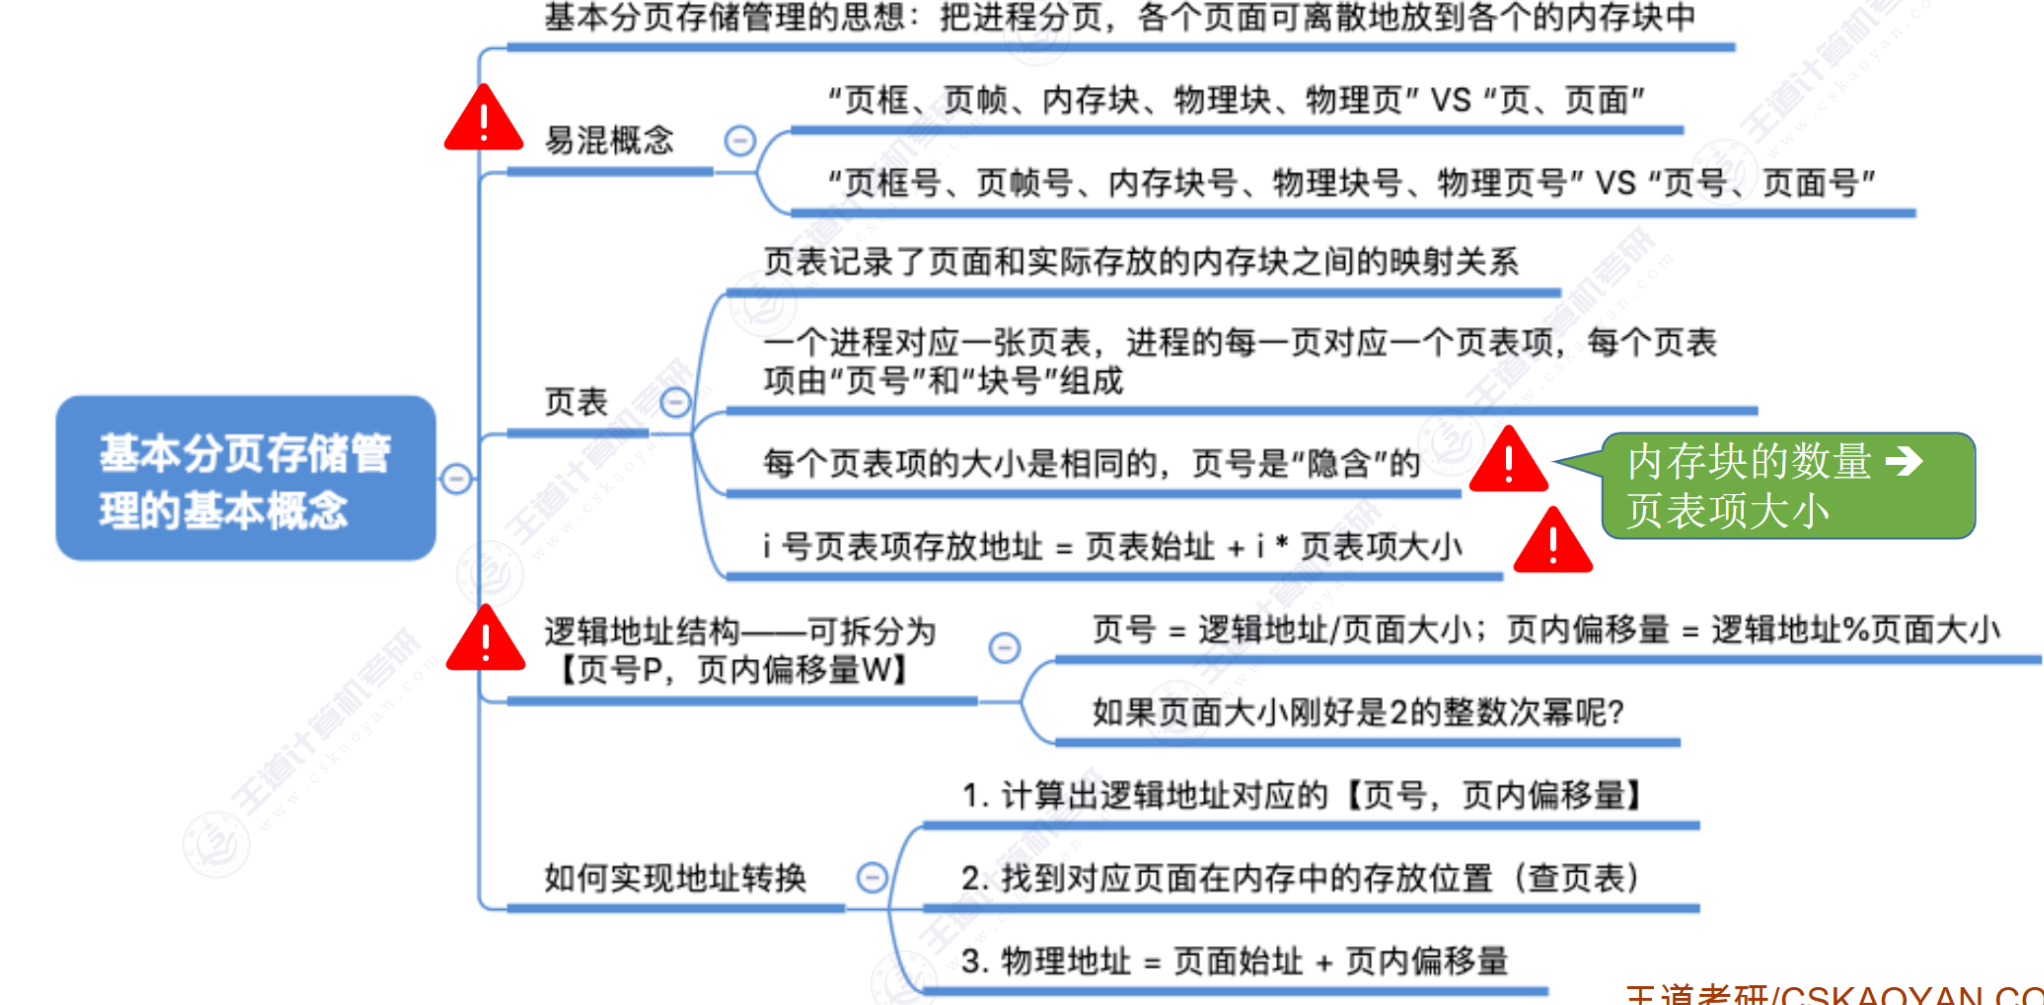 基本分页存储管理的思想：把进程分页，各个页面可离散地放到各个的内存块中
易混概念
“页框、页帧、内存块、物理块、物理页” VS “页、页面”
“页框号、页帧号、内存块号、物理块号、物理页号” VS “页号、页面号”
页表记录了页面和实际存放的内存块之间的映射关系
一个进程对应一张页表，进程的每一页对应一个页表项，每个页表
项由“页号”和“块号”组成
页表
每个页表项的大小是相同的，页号是“隐含”的
内存块的数量 ➔
页表项大小
i 号页表项存放地址 = 页表始址 + i * 页表项大小
基本分页存储管
理的基本概念
逻辑地址结构——可拆分为
【页号P，页内偏移量W】
页号 = 逻辑地址/页面大小；页内偏移量 = 逻辑地址%页面大小
如果页面大小刚好是2的整数次幂呢？
如何实现地址转换
1. 计算出逻辑地址对应的【页号，页内偏移量】
2. 找到对应页面在内存中的存放位置（查页表）
3. 物理地址 = 页面始址 + 页内偏移量
王道考研/CSKAOYAN.CO
王道计算机考研
www.cskaoyan.com